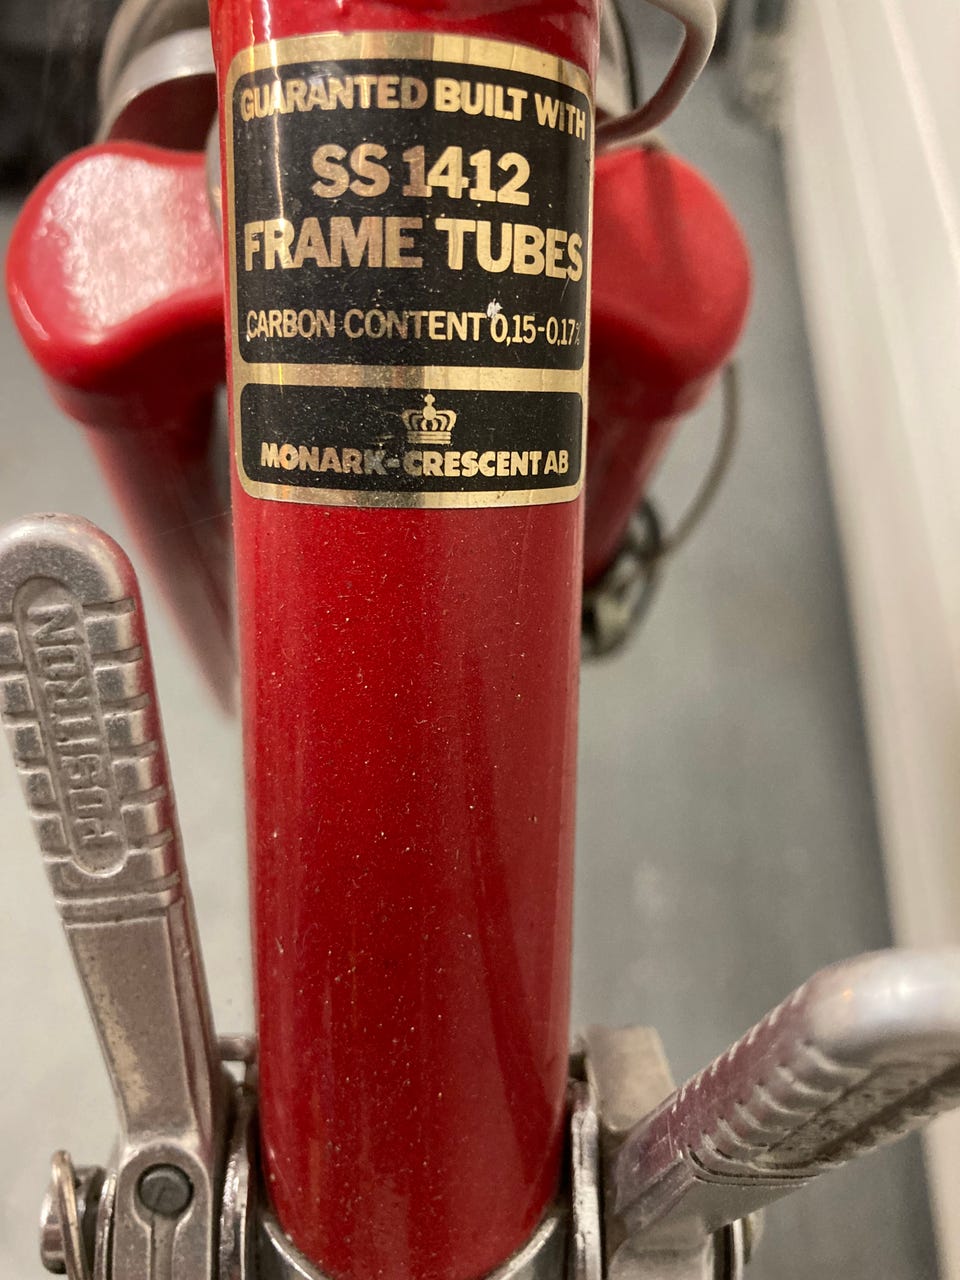 GUARANTED BUILT WITH
SS 1412
FRAME TUBES
CARBON CONTENT 0,15-0,17%
MONARK-CRESCENT AB
POSITRON